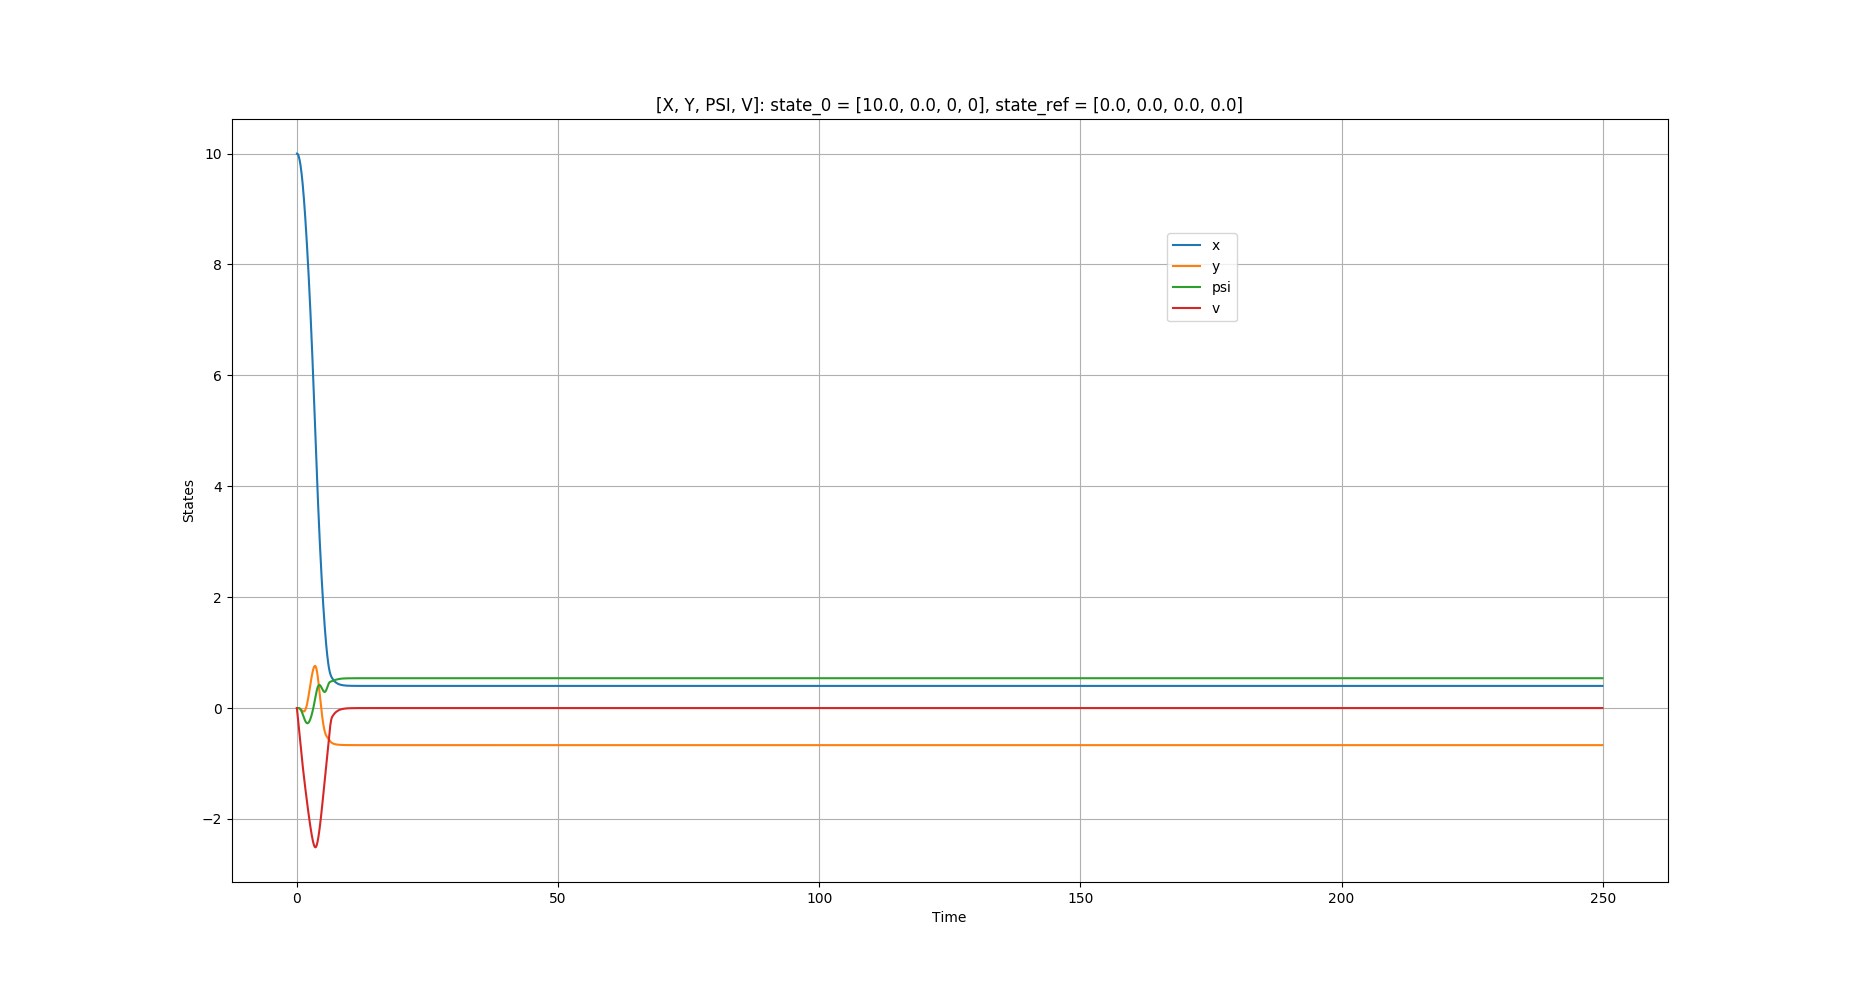 [X, Y, PSI, V]: state_0 = [10.0, 0.0, 0, 0], state_ref = [0.0, 0.0, 0.0, 0.0]
10
8
6
4
2
0
−2
States
x
y
psi
v
0
50
100
150
200
250
Time